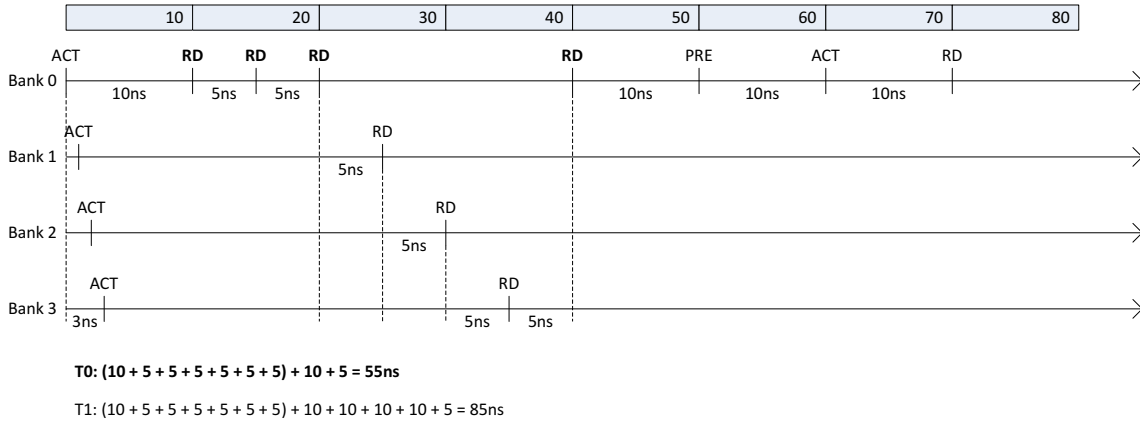 10 20 30 40 50 60 70 80
ACT RD RD RD RD PRE ACT RD
Bank 0
10ns 5ns 5ns 10ns 10ns 10ns
ACT RD
Bank 1
5ns
ACT RD
Bank 2
5ns
ACT RD
Bank 3
3ns 5ns 5ns
T0: (10 + 5 + 5 + 5 + 5 + 5 + 5) + 10 + 5 = 55ns
T1: (10 + 5 + 5 + 5 + 5 + 5 + 5) + 10 + 10 + 10 + 10 + 5 = 85ns